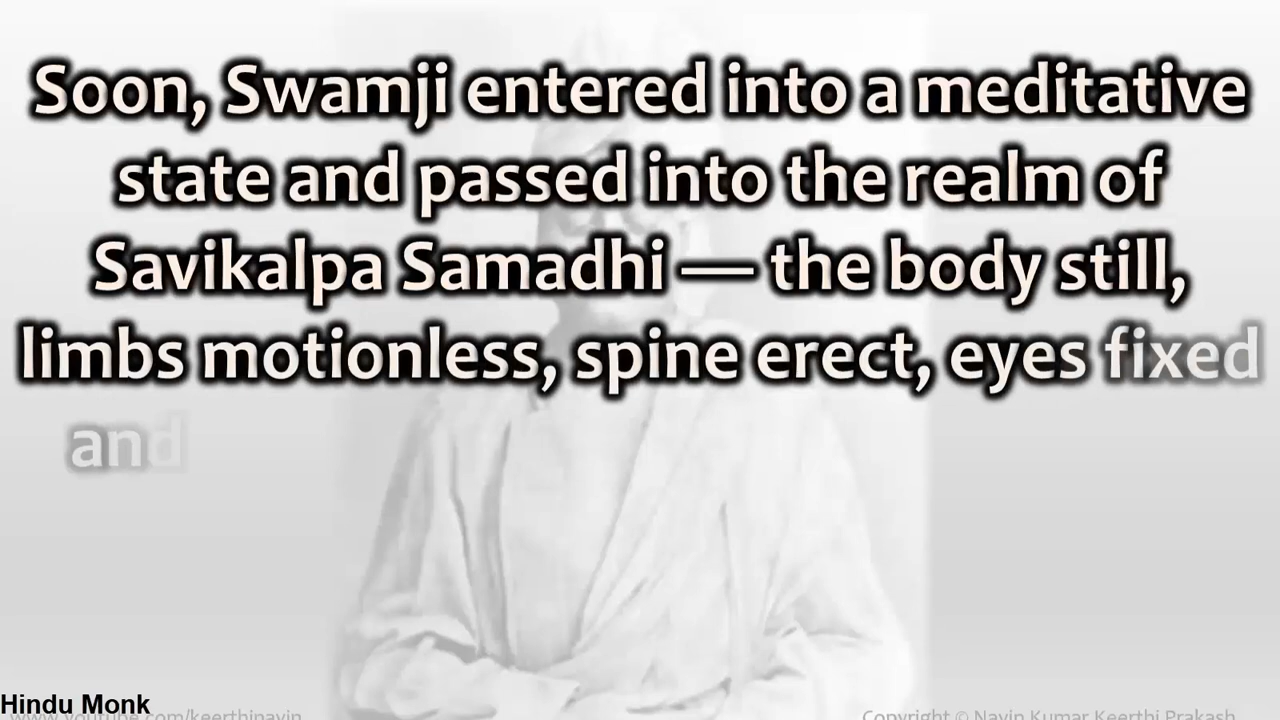 Soon, Swamji entered into a meditative
state and passed into the realm of
Savikalpa Samadhi — the body still,
limbs motionless, spine erect, eyes fixed
and
Hindu Monk
www.youtube.com/keerthinavin
Copyright © Navin Kumar Keerthi Prakash